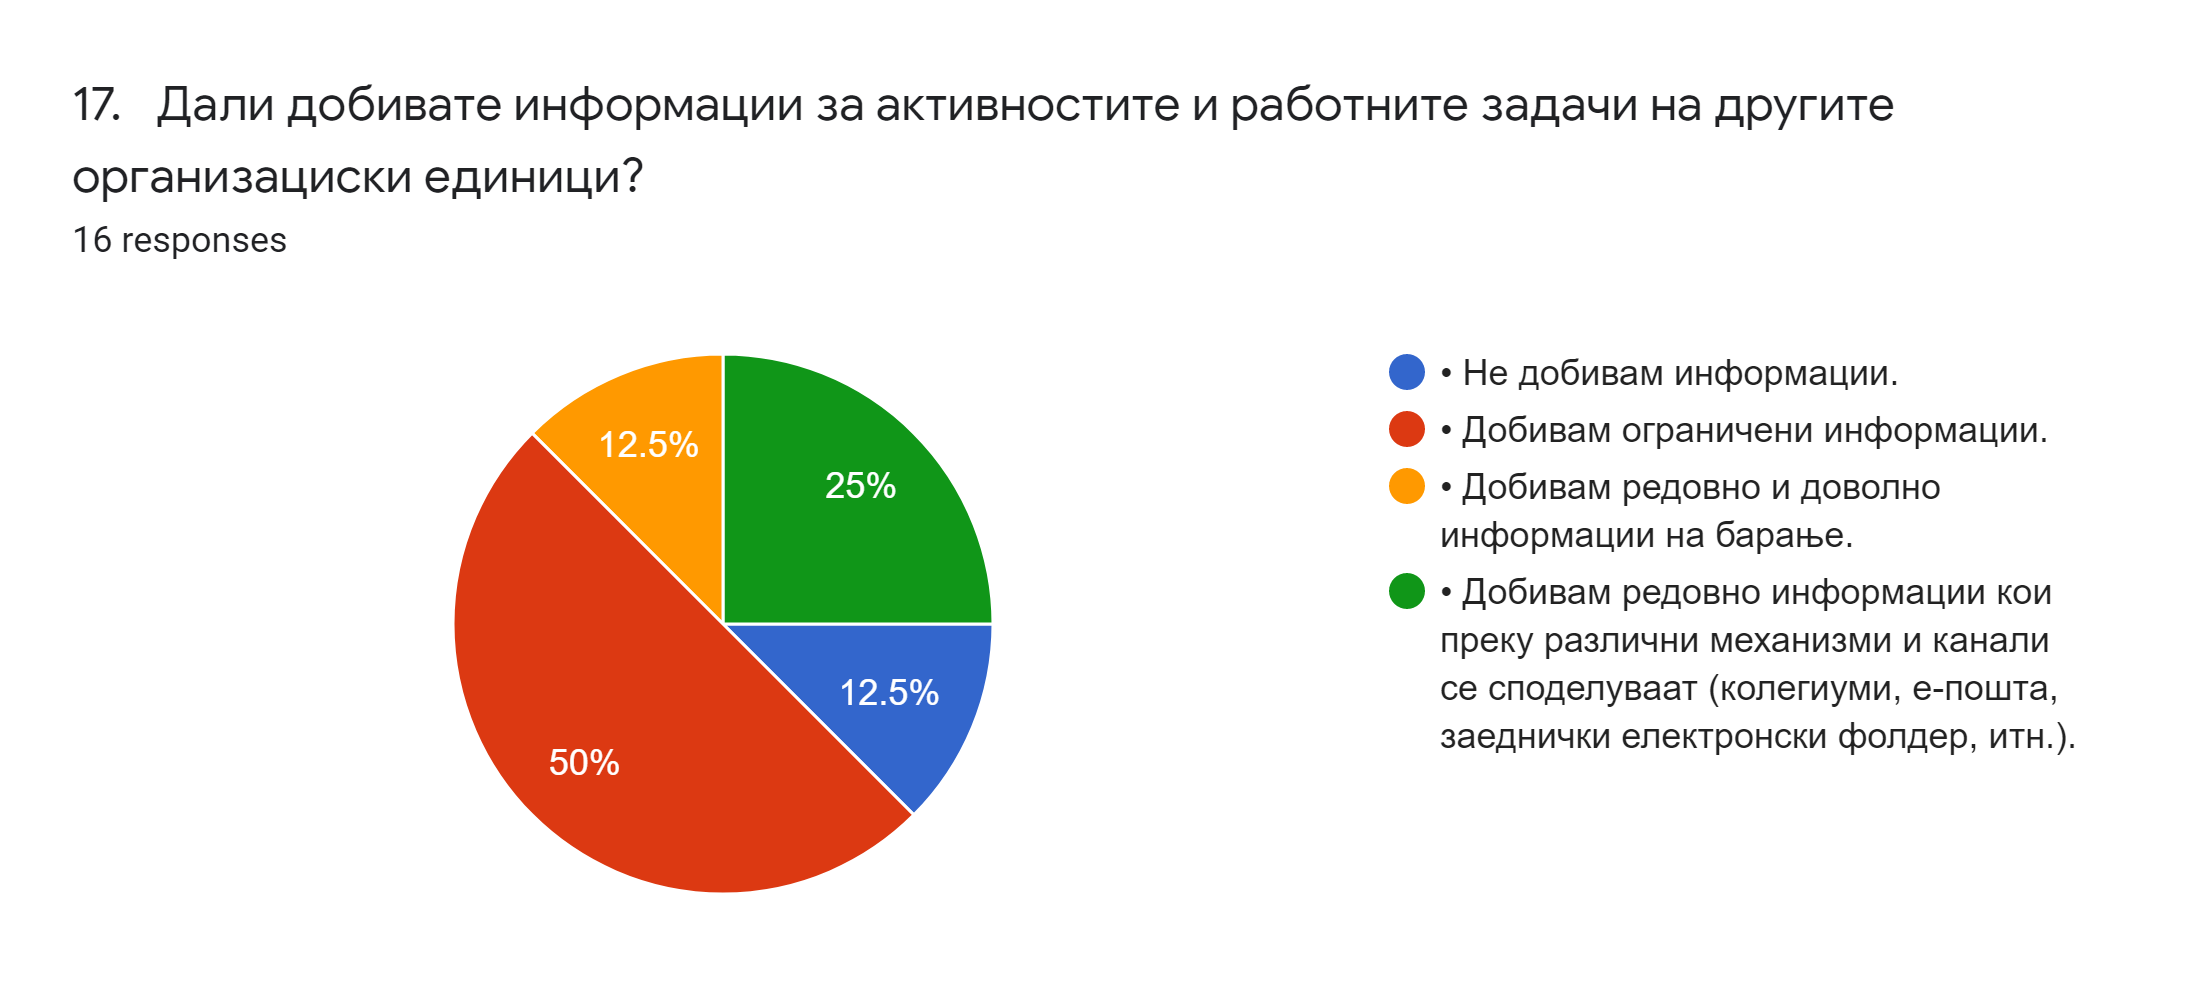 17.   Дали добивате информации за активностите и работните задачи на другите
организациски единици?
16 responses
12.5%
25%
12.5%
50%
• Не добивам информации.
• Добивам ограничени информации.
• Добивам редовно и доволно
информации на барање.
• Добивам редовно информации кои
преку различни механизми и канали
се споделуваат (колегиуми, е-пошта,
заеднички електронски фолдер, итн.).